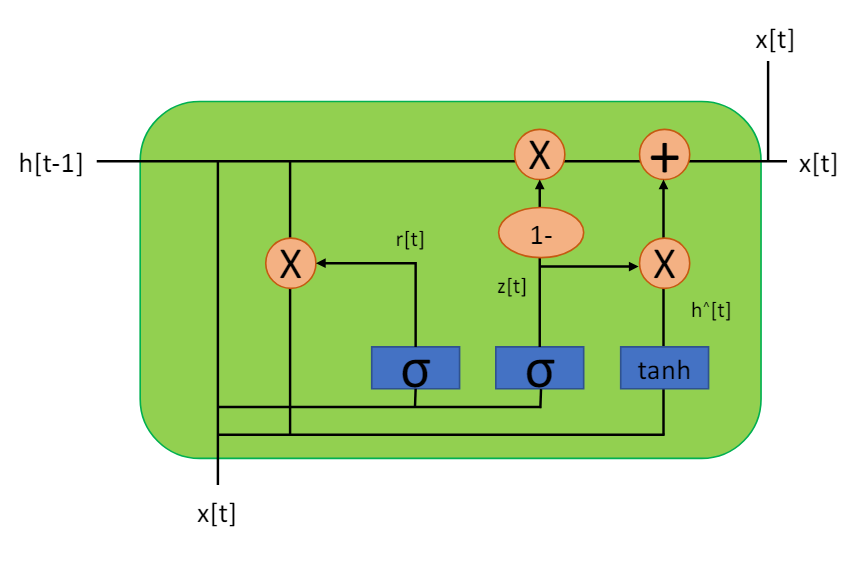 x[t]
h[t-1]
X
+
x[t]
1-
r[t]
X
X
z[t]
h^[t]
σ
σ
tanh
x[t]